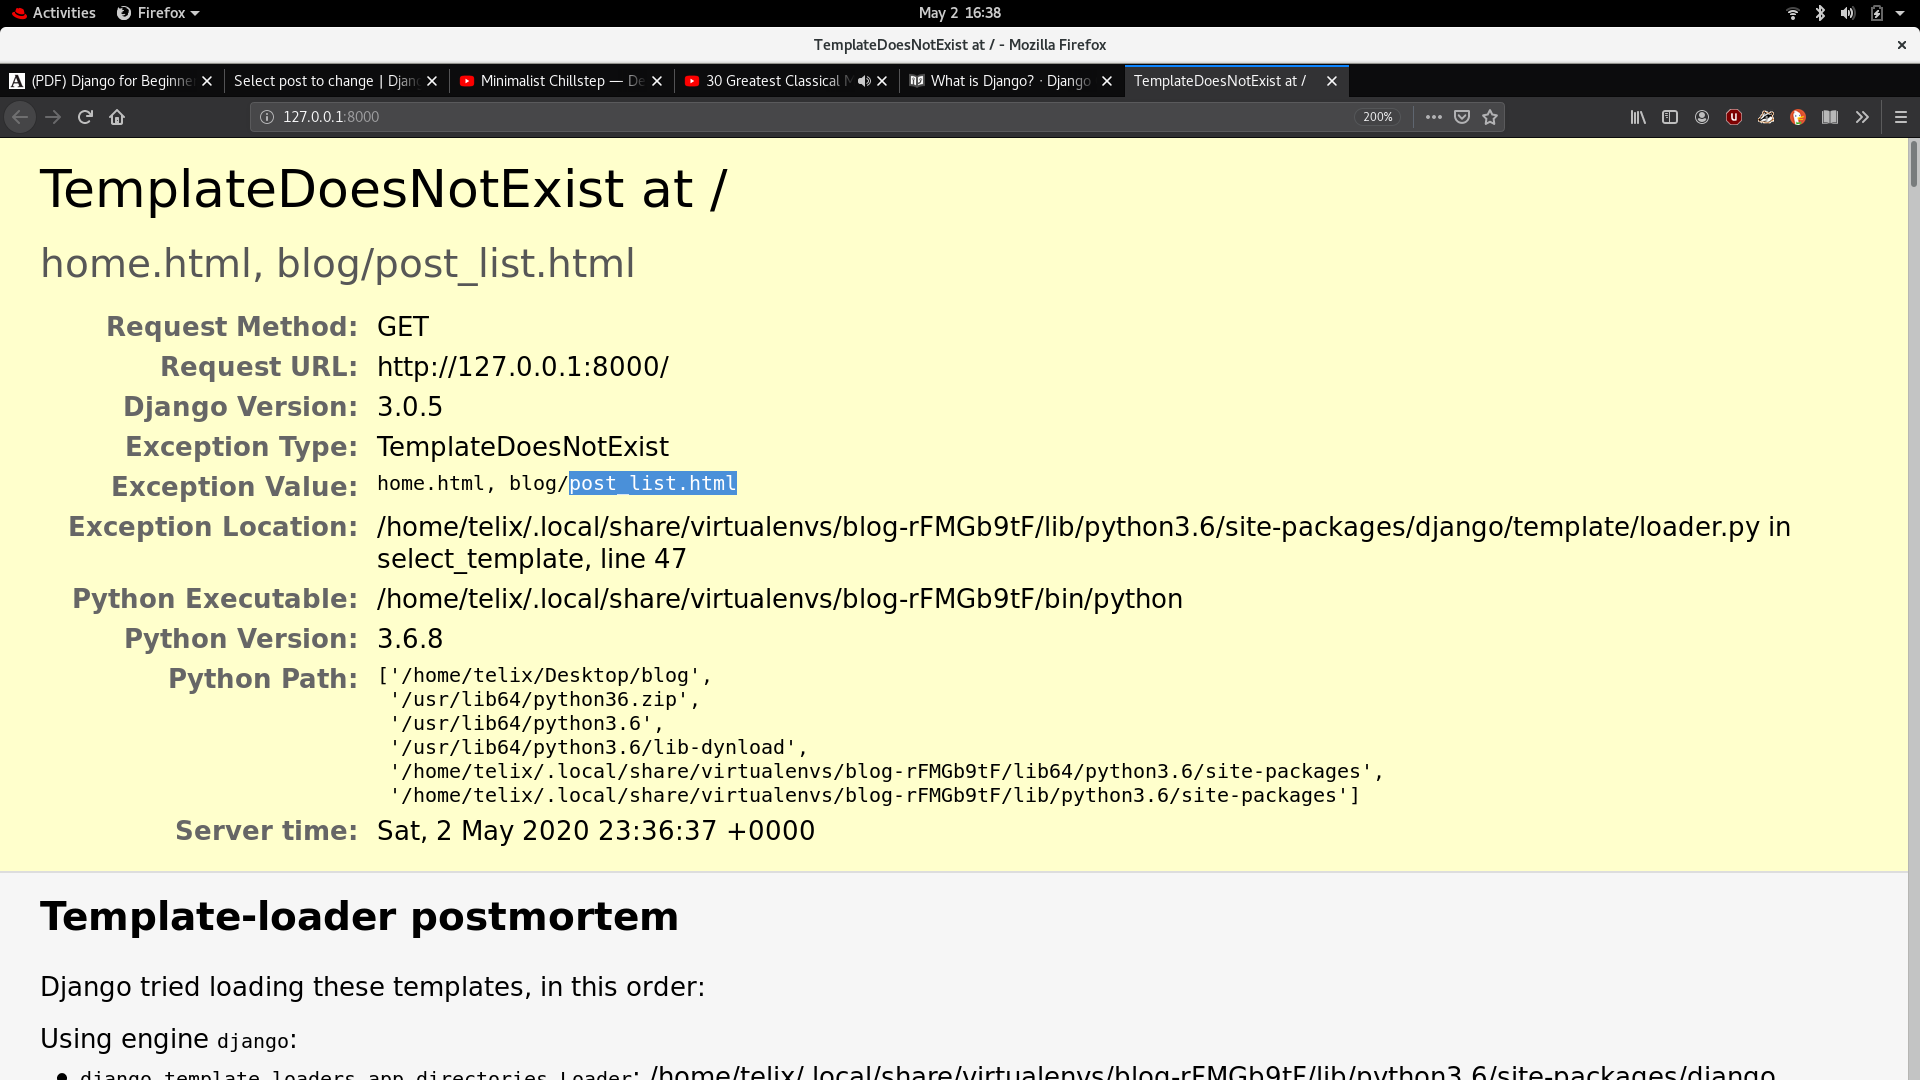 Activities Firefox May 2 16:38
TemplateDoesNotExist at / - Mozilla Firefox
(PDF) Django for Beginne Select post to change | Djan Minimalist Chillstep — De 30 Greatest Classical M What is Django? · Django TemplateDoesNotExist at /
127.0.0.1:8000 200%
TemplateDoesNotExist at /
home.html, blog/post_list.html
Request Method: GET
Request URL: http://127.0.0.1:8000/
Django Version: 3.0.5
Exception Type: TemplateDoesNotExist
Exception Value: home.html, blog/post_list.html
Exception Location: /home/telix/.local/share/virtualenvs/blog-rFMGb9tF/lib/python3.6/site-packages/django/template/loader.py in
select_template, line 47
Python Executable: /home/telix/.local/share/virtualenvs/blog-rFMGb9tF/bin/python
Python Version: 3.6.8
Python Path: ['/home/telix/Desktop/blog',
'/usr/lib64/python36.zip',
'/usr/lib64/python3.6',
'/usr/lib64/python3.6/lib-dynload',
'/home/telix/.local/share/virtualenvs/blog-rFMGb9tF/lib64/python3.6/site-packages',
'/home/telix/.local/share/virtualenvs/blog-rFMGb9tF/lib/python3.6/site-packages']
Server time: Sat, 2 May 2020 23:36:37 +0000
Template-loader postmortem
Django tried loading these templates, in this order:
Using engine django:
django.template.loaders.app_directories.Loader: /home/telix/.local/share/virtualenvs/blog-rFMGb9tF/lib/python3.6/site-packages/django